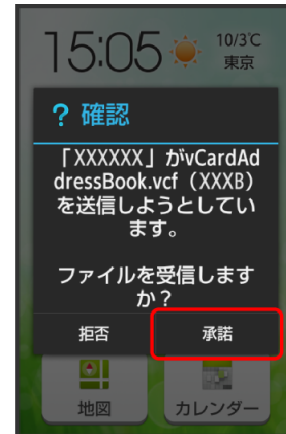 15:05
10/3℃
東京
? 確認
「XXXXXX」がvCardAd
dressBook.vcf（XXXB）
を送信しようとしてい
ます。
ファイルを受信します
か？
拒否 承諾
地図 カレンダー